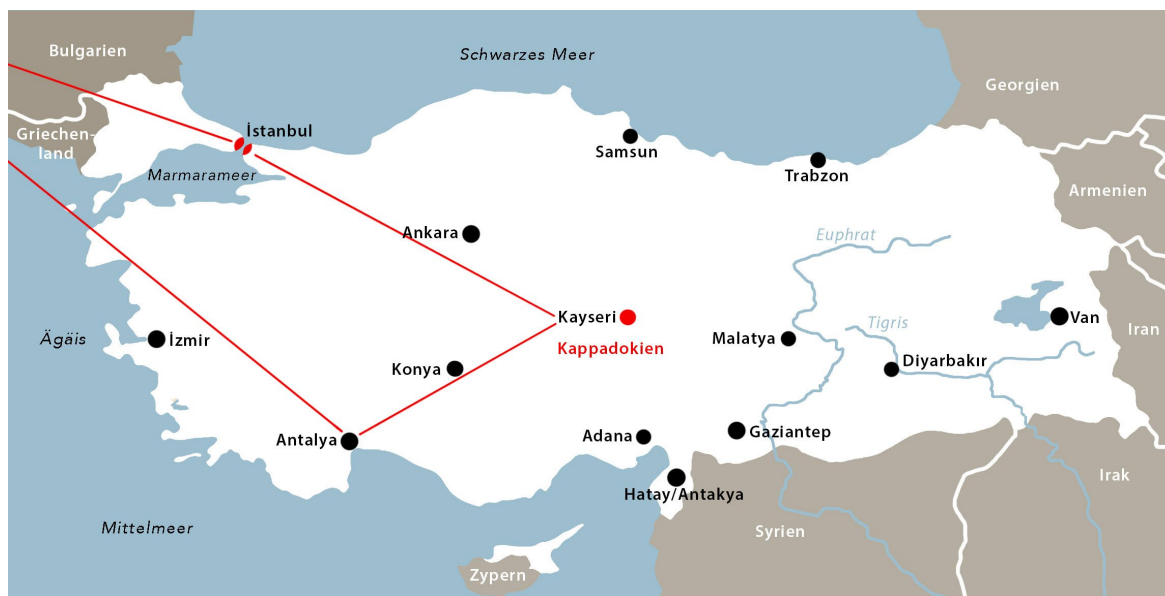 Bulgarien
Schwarzes Meer
Georgien
Griechen-
land
İstanbul
Samsun
Trabzon
Marmarameer
Armenien
Ankara
Euphrat
Kayseri
Kappadokien
Van
Iran
Ägäis
İzmir
Malatya
Tigris
Konya
Diyarbakır
Antalya
Adana
Gaziantep
Hatay/Antakya
Irak
Mittelmeer
Syrien
Zypern